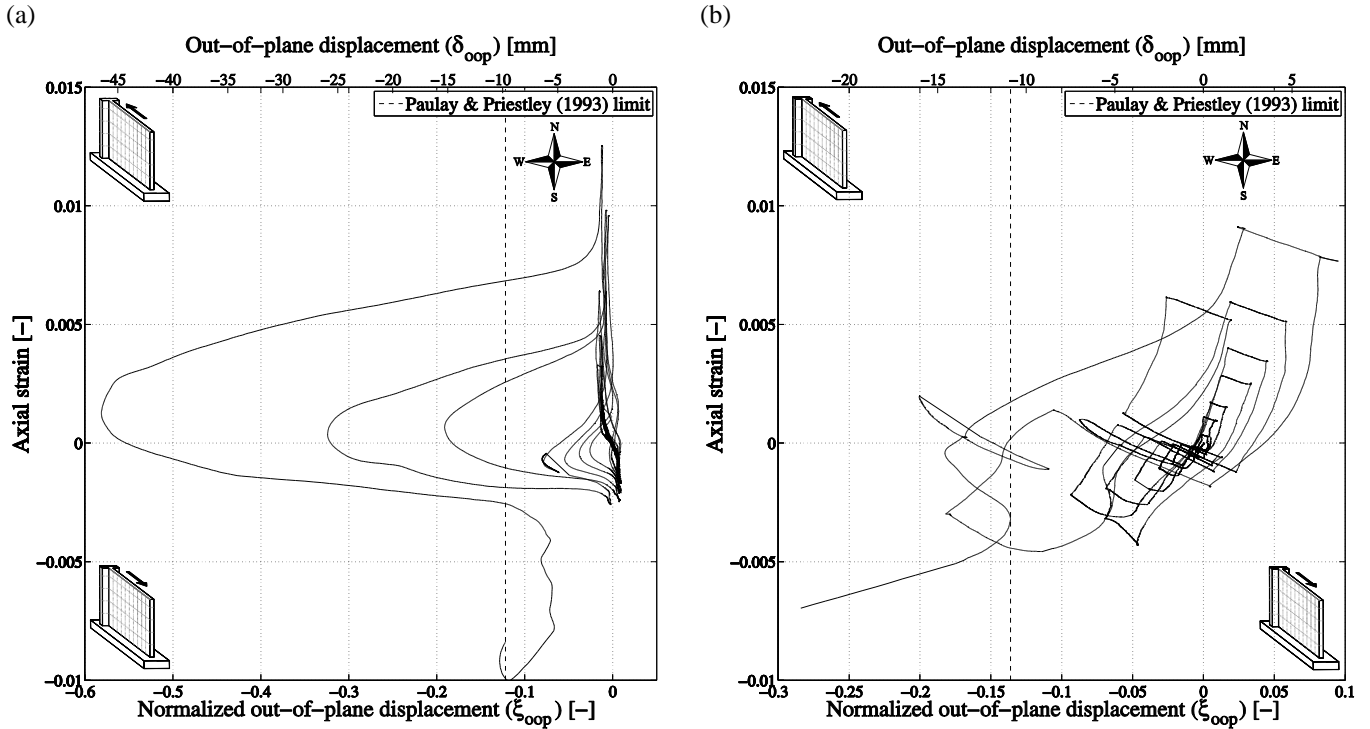 (a)
Out−of−plane displacement (δoop) [mm]
−45 −40 −35 −30 −25 −20 −15 −10 −5 0
0.015
0.01
0.005
0
−0.005
−0.01
Axial strain [−]
Paulay & Priestley (1993) limit
N
W E
S
−0.6 −0.5 −0.4 −0.3 −0.2 −0.1 0
Normalized out−of−plane displacement (ξoop) [−]
(b)
Out−of−plane displacement (δoop) [mm]
−20 −15 −10 −5 0 5
0.015
0.01
0.005
0
−0.005
−0.01
Axial strain [−]
Paulay & Priestley (1993) limit
N
W E
S
−0.3 −0.25 −0.2 −0.15 −0.1 −0.05 0 0.05 0.1
Normalized out−of−plane displacement (ξoop) [−]